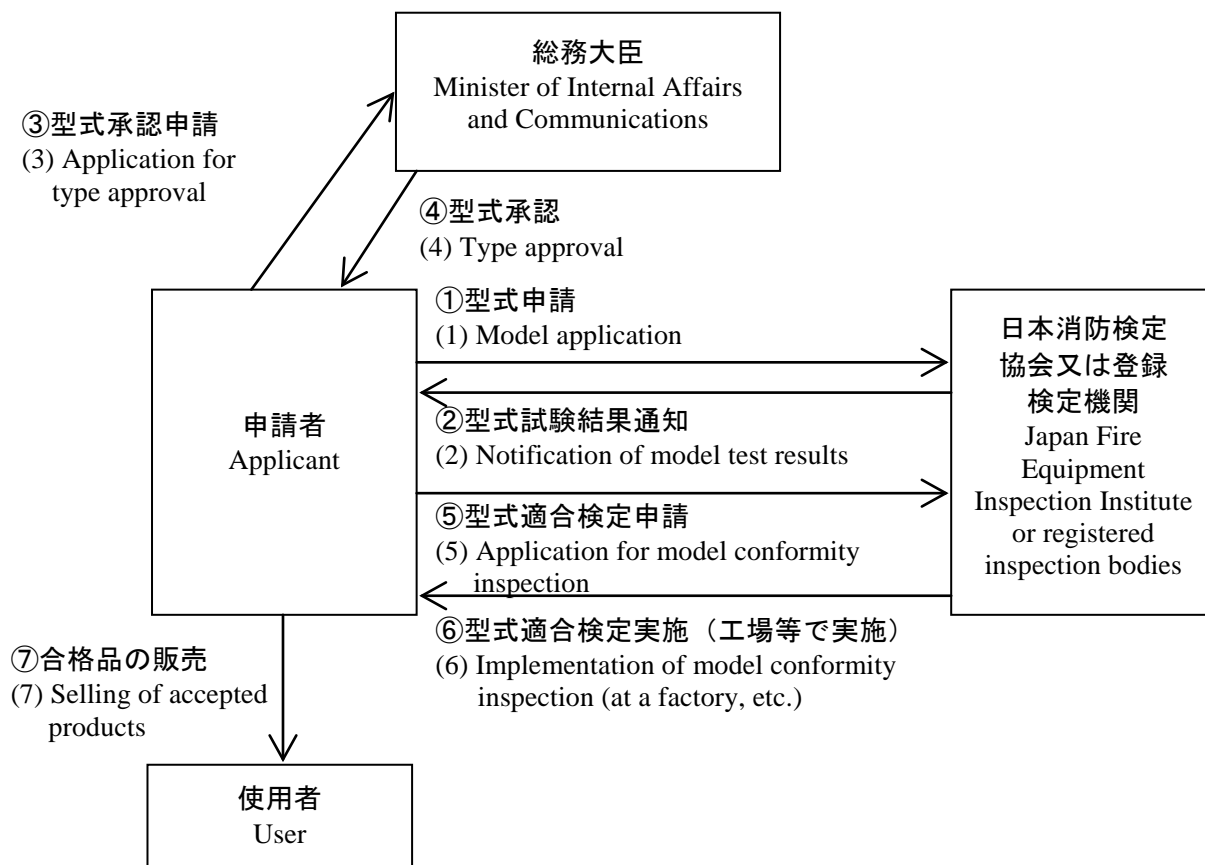 総務大臣
Minister of Internal Affairs
and Communications
③型式承認申請
(3) Application for
type approval
④型式承認
(4) Type approval
①型式申請
(1) Model application
日本消防検定
協会又は登録
検定機関
Japan Fire
Equipment
Inspection Institute
or registered
inspection bodies
申請者
Applicant
②型式試験結果通知
(2) Notification of model test results
⑤型式適合検定申請
(5) Application for model conformity
inspection
⑥型式適合検定実施（工場等で実施）
(6) Implementation of model conformity
inspection (at a factory, etc.)
⑦合格品の販売
(7) Selling of accepted
products
使用者
User